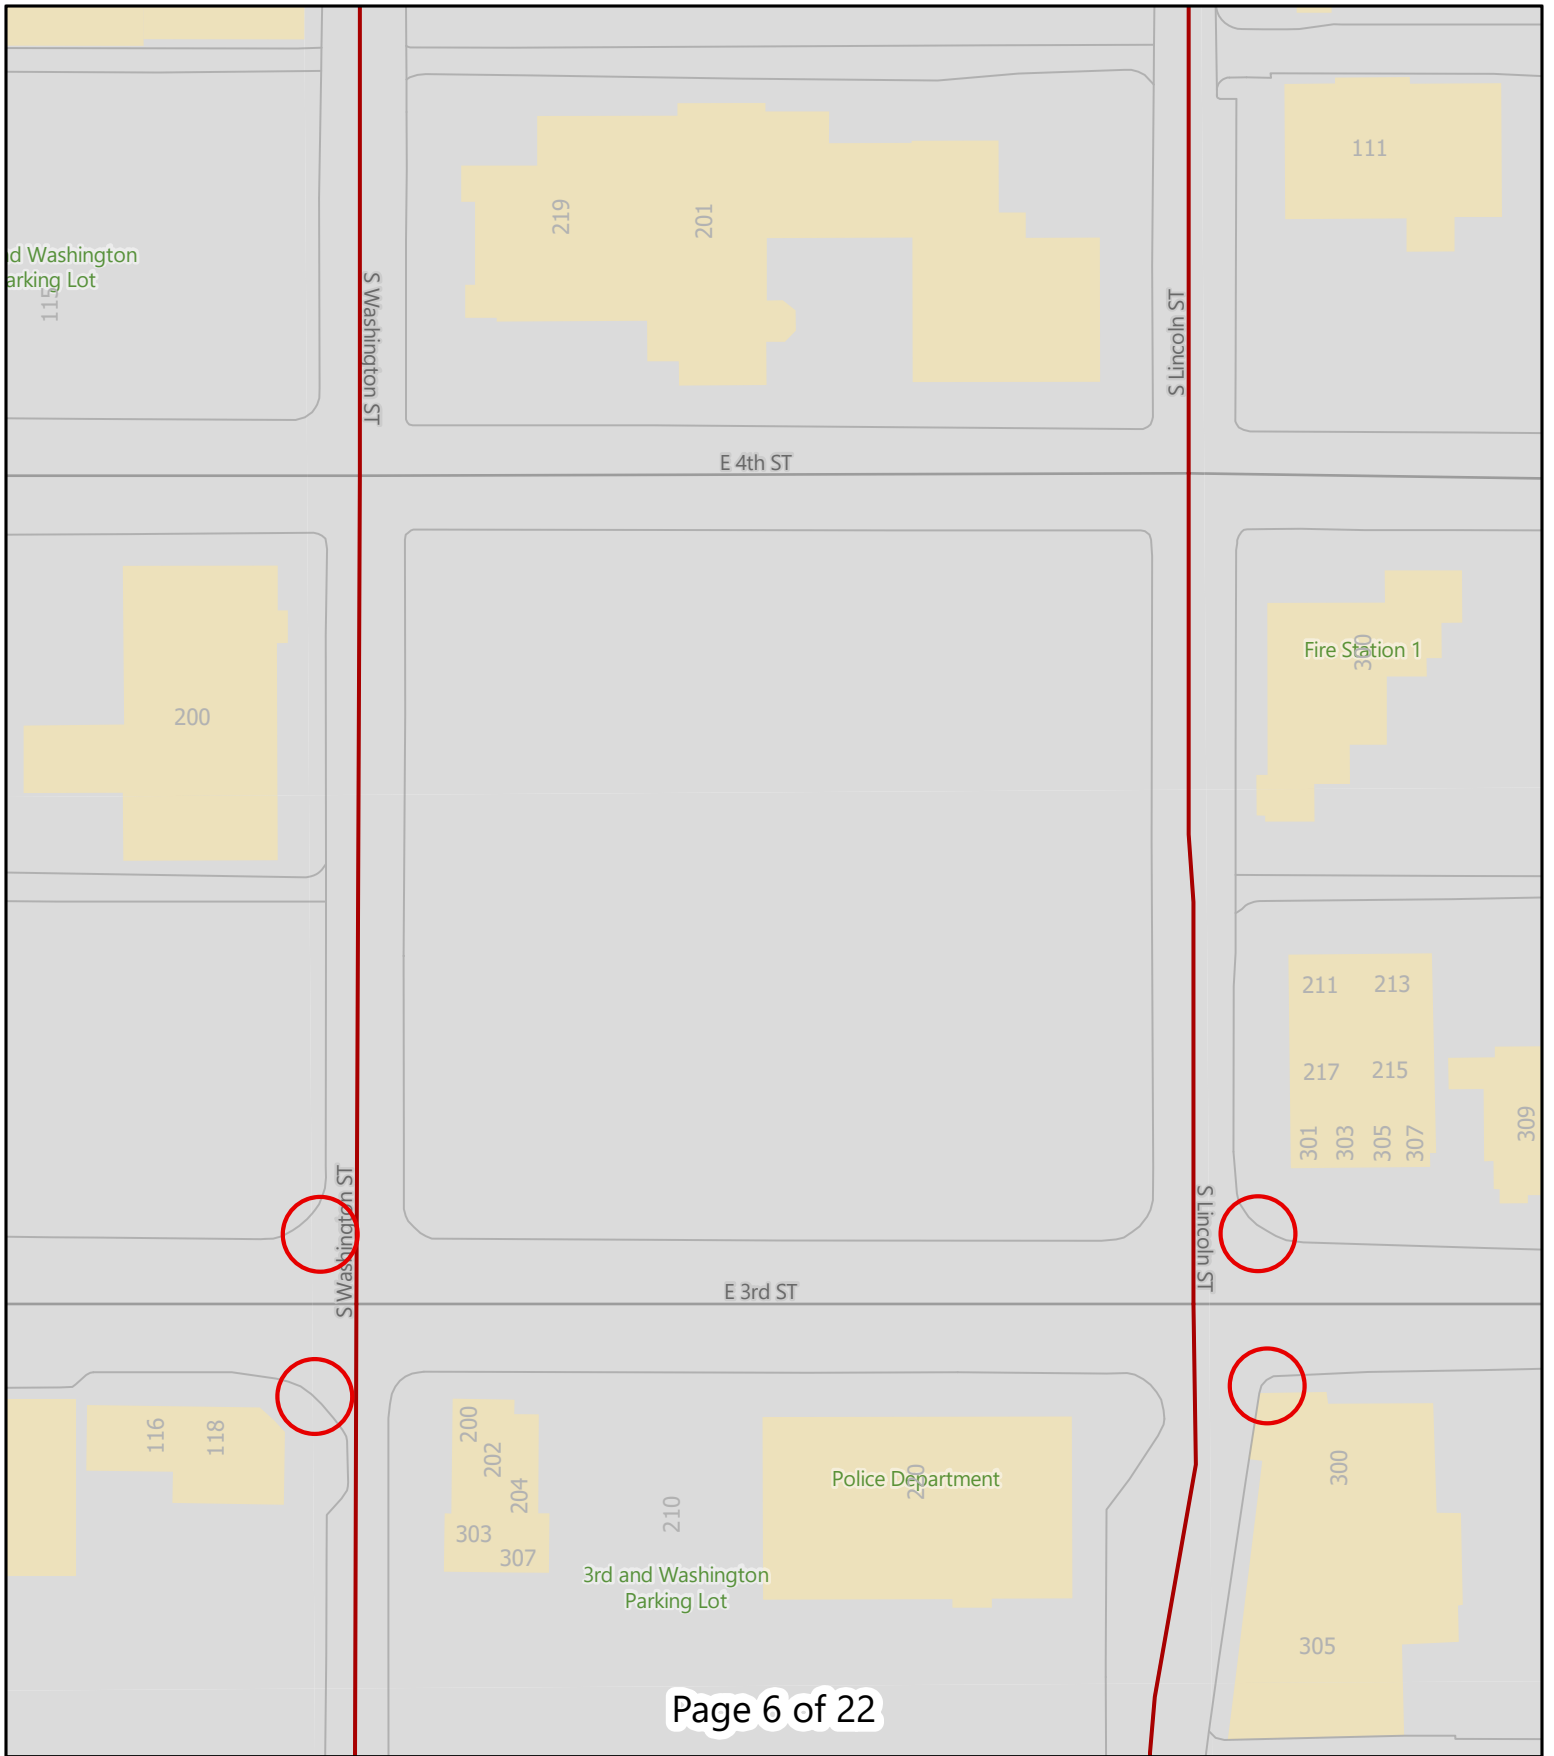 111
219
201
d Washington
arking Lot
115
S Washington ST
S Lincoln ST
E 4th ST
Fire Station 1
300
200
211
213
217
215
301
303
305
307
309
S Washington ST
S Lincoln ST
E 3rd ST
116
118
200
202
204
303
307
210
Police Department
3rd and Washington
Parking Lot
300
305
Page 6 of 22